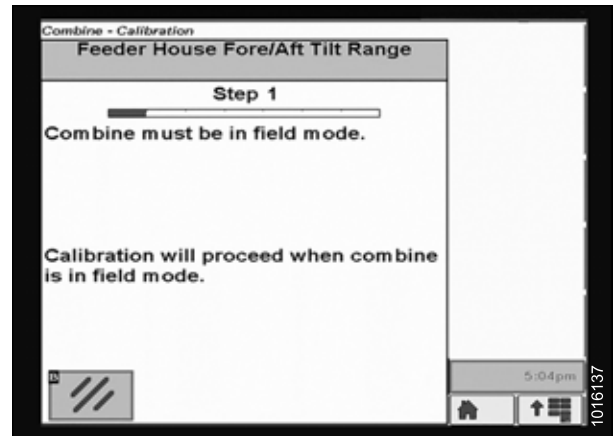 Combine - Calibration
Feeder House Fore/Aft Tilt Range
Step 1
Combine must be in field mode.
Calibration will proceed when combine
is in field mode.
5:04pm
1016137